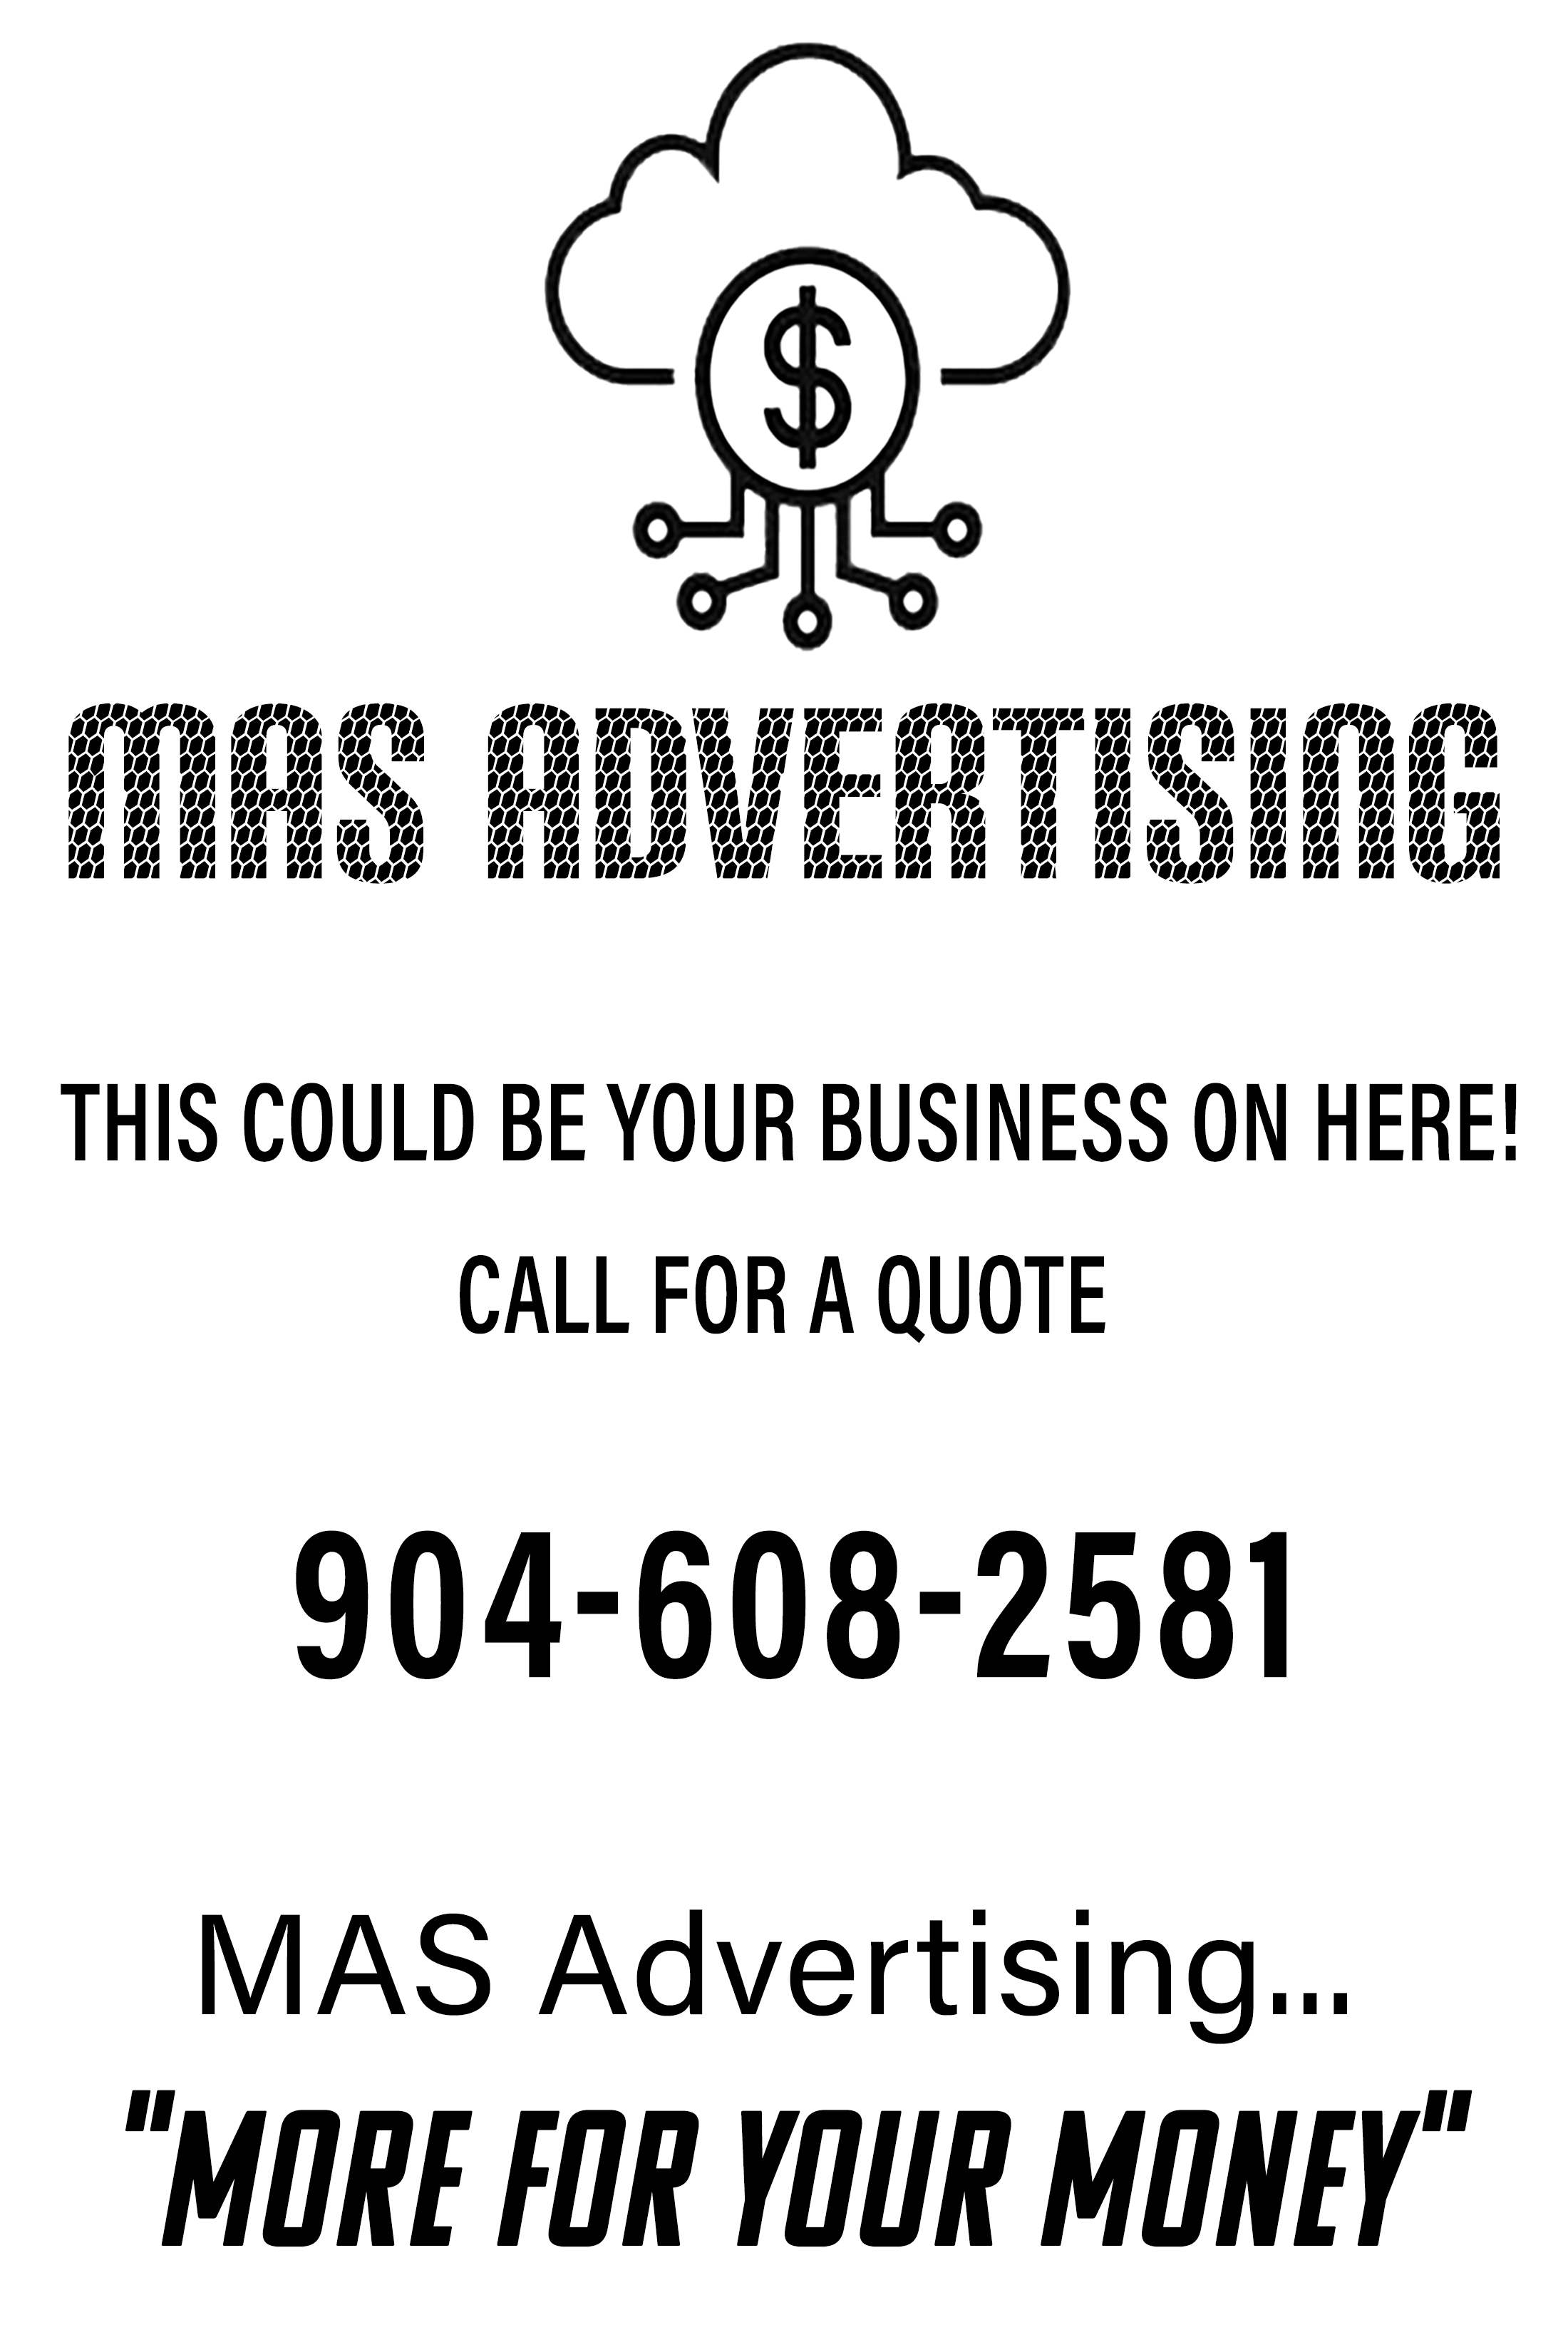 $
MAS ADVERTISING
THIS COULD BE YOUR BUSINESS ON HERE!
CALL FOR A QUOTE
904-608-2581
MAS Advertising...
"MORE FOR YOUR MONEY"